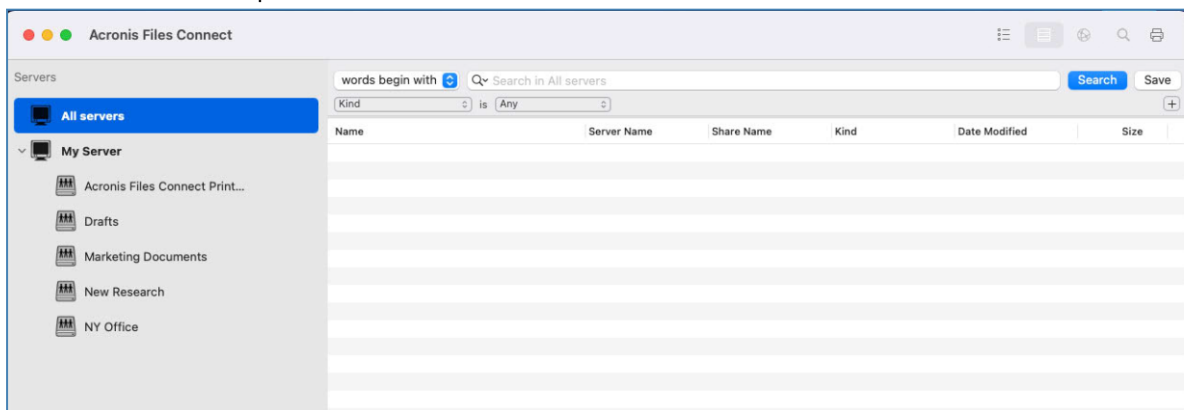 Acronis Files Connect
Servers
All servers
My Server
Acronis Files Connect Print...
Drafts
Marketing Documents
New Research
NY Office
words begin with Search in All servers Search Save
Kind is Any
Name Server Name Share Name Kind Date Modified Size